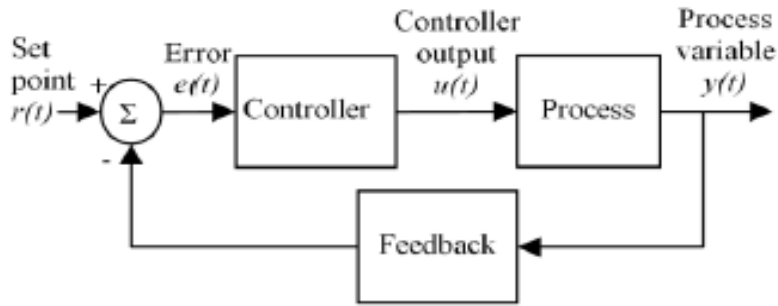 Set
point
r(t)
+
-
Σ
Error
e(t)
Controller
Controller
output
u(t)
Process
Process
variable
y(t)
Feedback